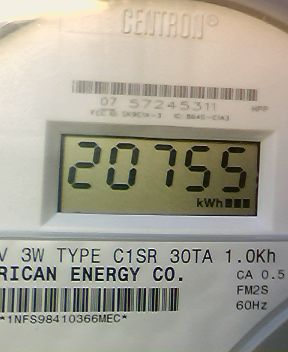 CENTRON®
07 57245311 HPP
20755
kWh
V 3W TYPE C1SR 30TA 1.0Kh
RICAN ENERGY CO.
CA 0.5
FM2S
60Hz
*1NFS98410366MEC*